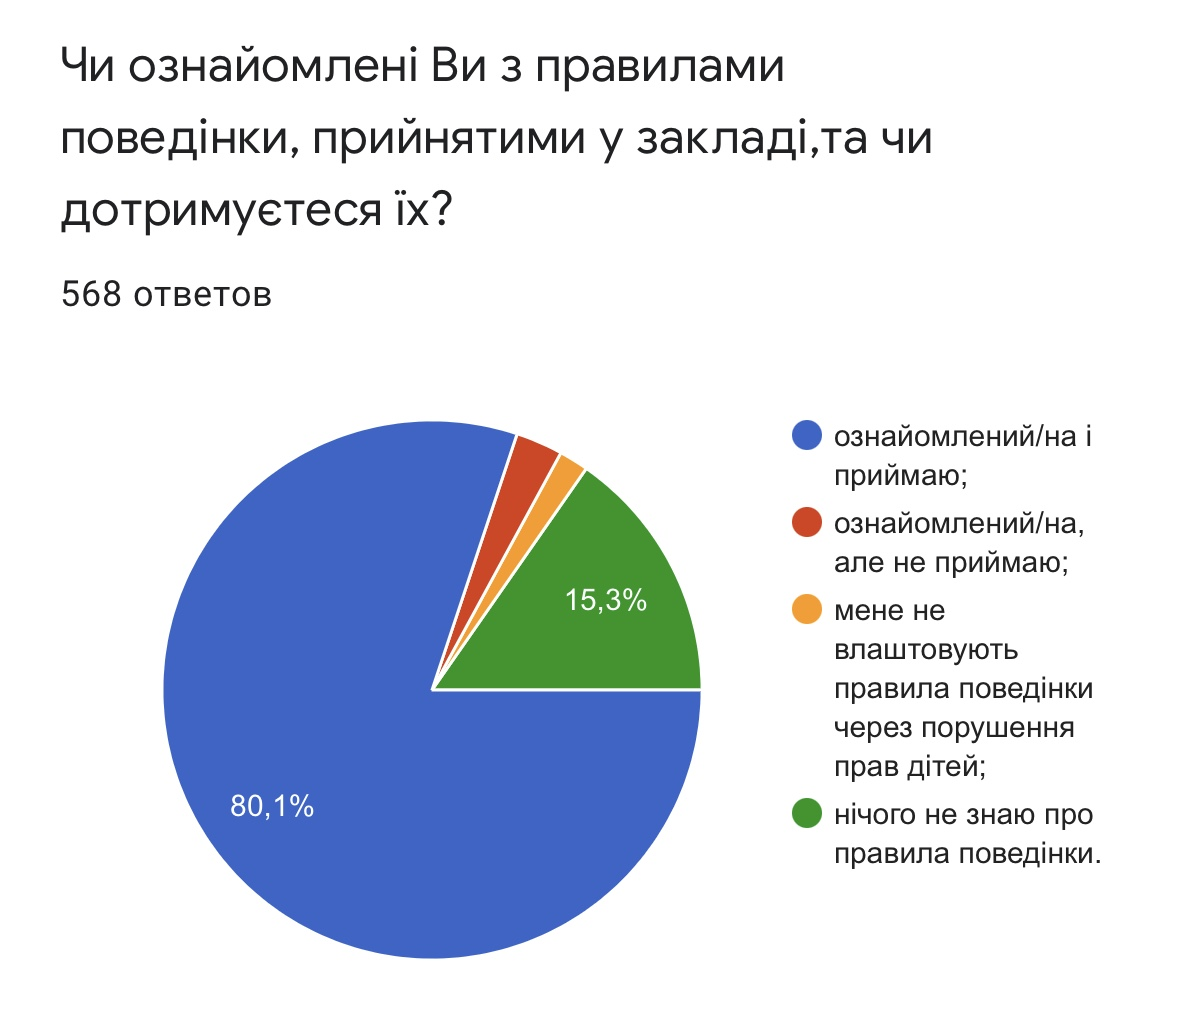 Чи ознайомлені Ви з правилами
поведінки, прийнятими у закладі,та чи
дотримуєтеся їх?
568 ответов
ознайомлений/на і
приймаю;
ознайомлений/на,
але не приймаю;
мене не
влаштовують
правила поведінки
через порушення
прав дітей;
нічого не знаю про
правила поведінки.
15,3%
80,1%